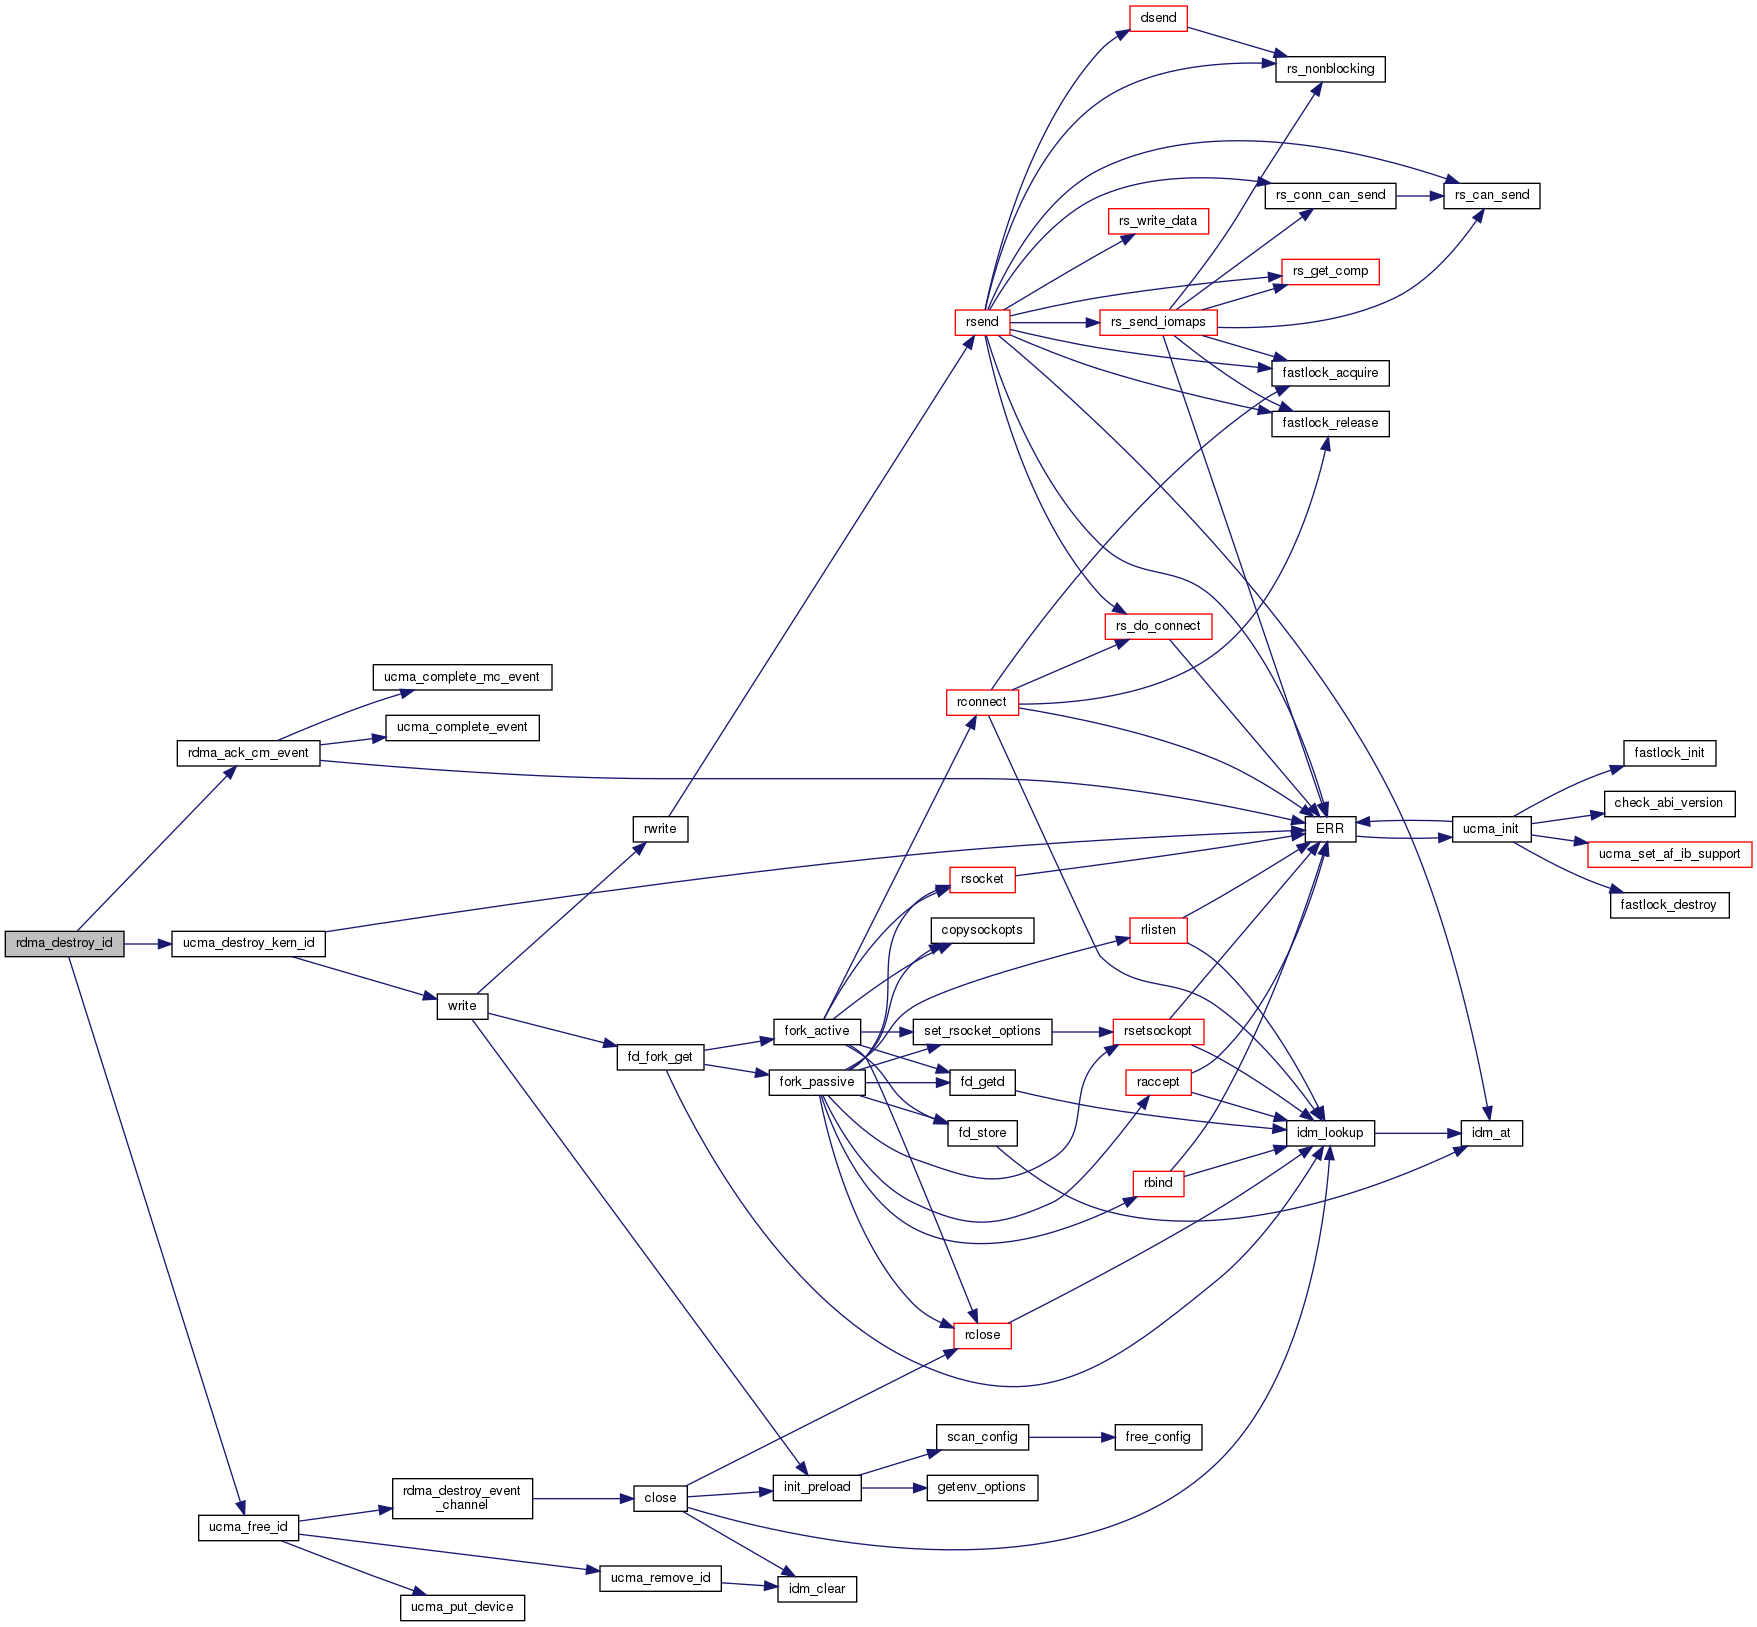 dsend
rs_nonblocking
rs_conn_can_send
rs_can_send
rs_write_data
rs_get_comp
rsend
rs_send_iomaps
fastlock_acquire
fastlock_release
rs_do_connect
ucma_complete_mc_event
rconnect
ucma_complete_event
rdma_ack_cm_event
fastlock_init
check_abi_version
rwrite
ERR
ucma_init
ucma_set_af_ib_support
rsocket
fastlock_destroy
copysockopts
rlisten
rdma_destroy_id
ucma_destroy_kern_id
write
fork_active
set_rsocket_options
rsetsockopt
fd_fork_get
fork_passive
fd_getd
raccept
fd_store
idm_lookup
idm_at
rbind
rclose
scan_config
free_config
rdma_destroy_event
_channel
close
init_preload
getenv_options
ucma_free_id
ucma_remove_id
idm_clear
ucma_put_device